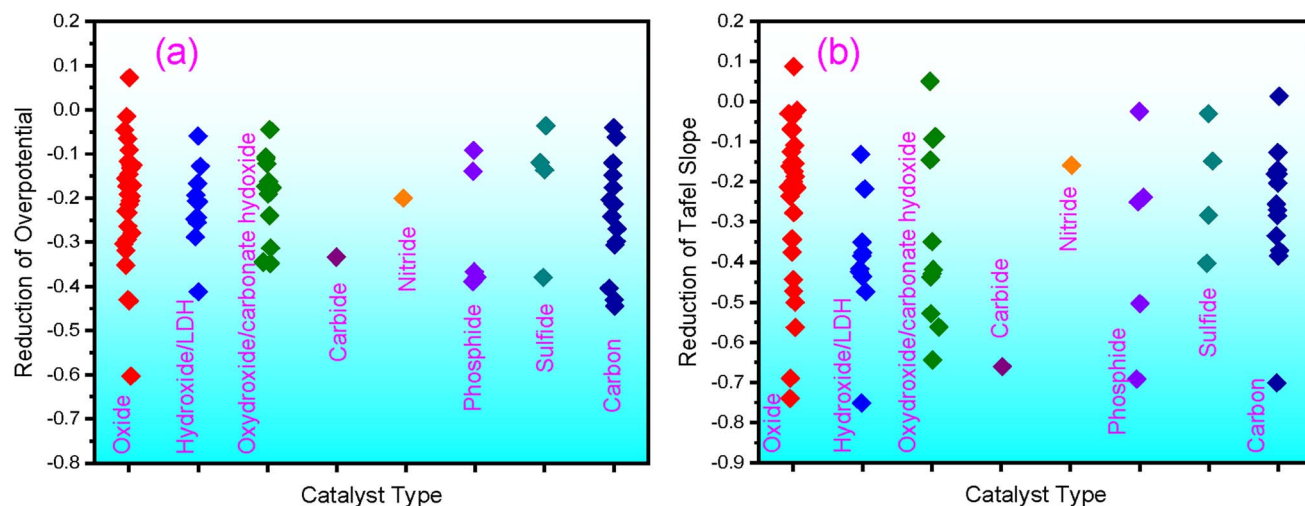 (a)
Reduction of Overpotential
0.2
0.1
0.0
-0.1
-0.2
-0.3
-0.4
-0.5
-0.6
-0.7
-0.8
Oxide
Hydroxide/LDH
Oxydroxide/carbonate hydoxide
Carbide
Nitride
Phosphide
Sulfide
Carbon
Catalyst Type
(b)
Reduction of Tafel Slope
0.2
0.1
0.0
-0.1
-0.2
-0.3
-0.4
-0.5
-0.6
-0.7
-0.8
-0.9
Oxide
Hydroxide/LDH
Oxydroxide/carbonate hydoxide
Carbide
Nitride
Phosphide
Sulfide
Carbon
Catalyst Type